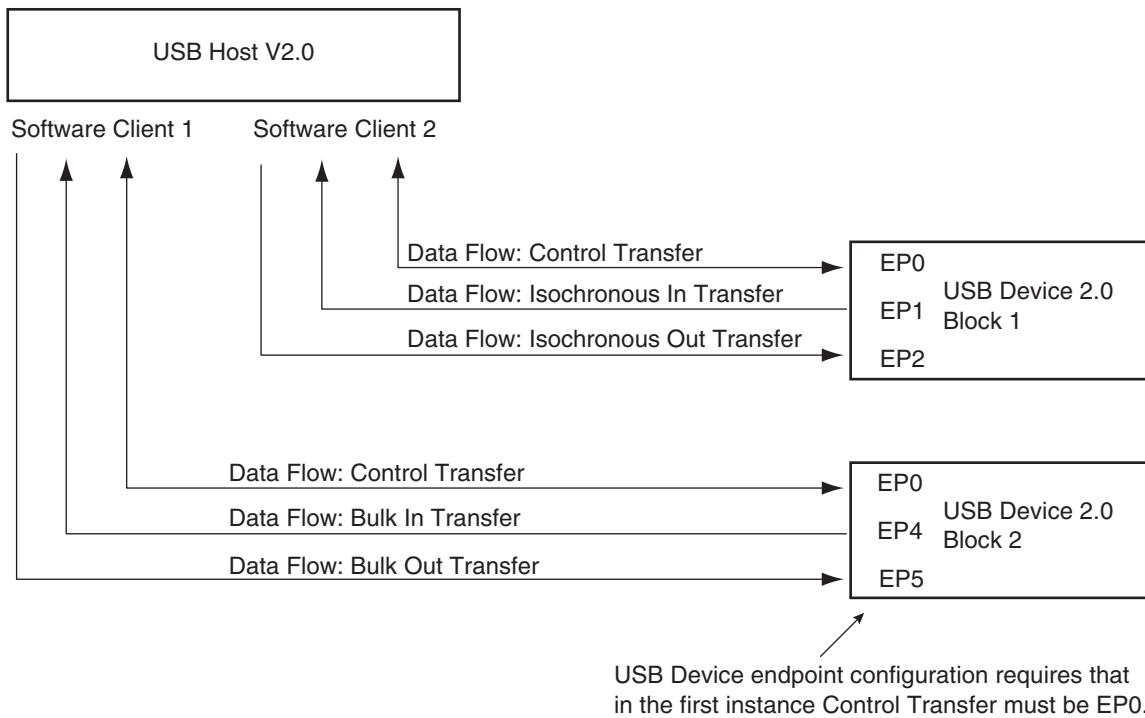 USB Host V2.0
Software Client 1
Software Client 2
Data Flow: Control Transfer
Data Flow: Isochronous In Transfer
Data Flow: Isochronous Out Transfer
EP0
EP1
EP2
USB Device 2.0
Block 1
Data Flow: Control Transfer
Data Flow: Bulk In Transfer
Data Flow: Bulk Out Transfer
EP0
EP4
EP5
USB Device 2.0
Block 2
USB Device endpoint configuration requires that
in the first instance Control Transfer must be EP0.